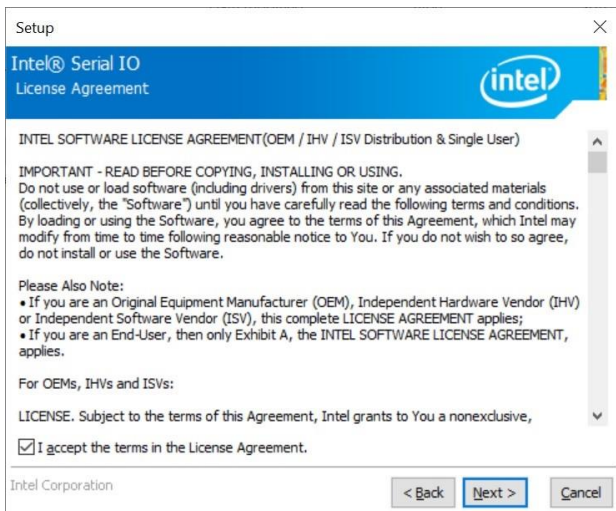 Setup
Intel® Serial IO
License Agreement
intel
INTEL SOFTWARE LICENSE AGREEMENT(OEM / IHV / ISV Distribution & Single User)
IMPORTANT - READ BEFORE COPYING, INSTALLING OR USING.
Do not use or load software (including drivers) from this site or any associated materials
(collectively, the "Software") until you have carefully read the following terms and conditions.
By loading or using the Software, you agree to the terms of this Agreement, which Intel may
modify from time to time following reasonable notice to You. If you do not wish to so agree,
do not install or use the Software.
Please Also Note:
• If you are an Original Equipment Manufacturer (OEM), Independent Hardware Vendor (IHV)
or Independent Software Vendor (ISV), this complete LICENSE AGREEMENT applies;
• If you are an End-User, then only Exhibit A, the INTEL SOFTWARE LICENSE AGREEMENT,
applies.
For OEMs, IHVs and ISVs:
LICENSE. Subject to the terms of this Agreement, Intel grants to You a nonexclusive,
I accept the terms in the License Agreement.
Intel Corporation
< Back Next > Cancel